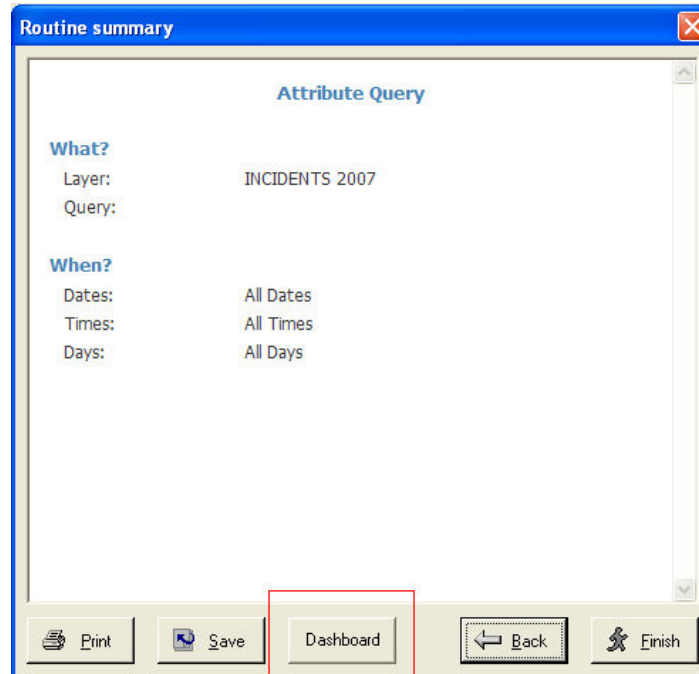 Routine summary
Attribute Query
What?
Layer: INCIDENTS 2007
Query:
When?
Dates: All Dates
Times: All Times
Days: All Days
Print Save Dashboard Back Finish